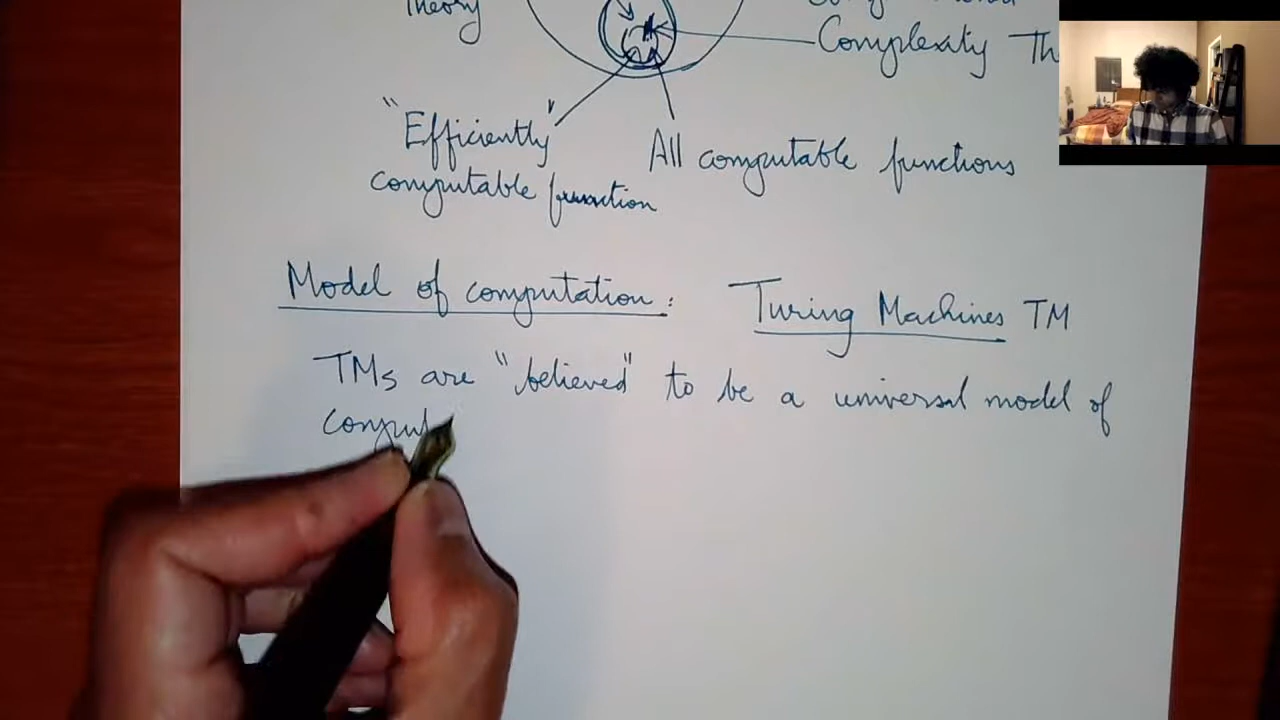 Theory
Complexity Th
"Efficiently"
computable function
All computable functions
Model of computation : Turing Machines TM
TMs are "believed" to be a universal model of
comput